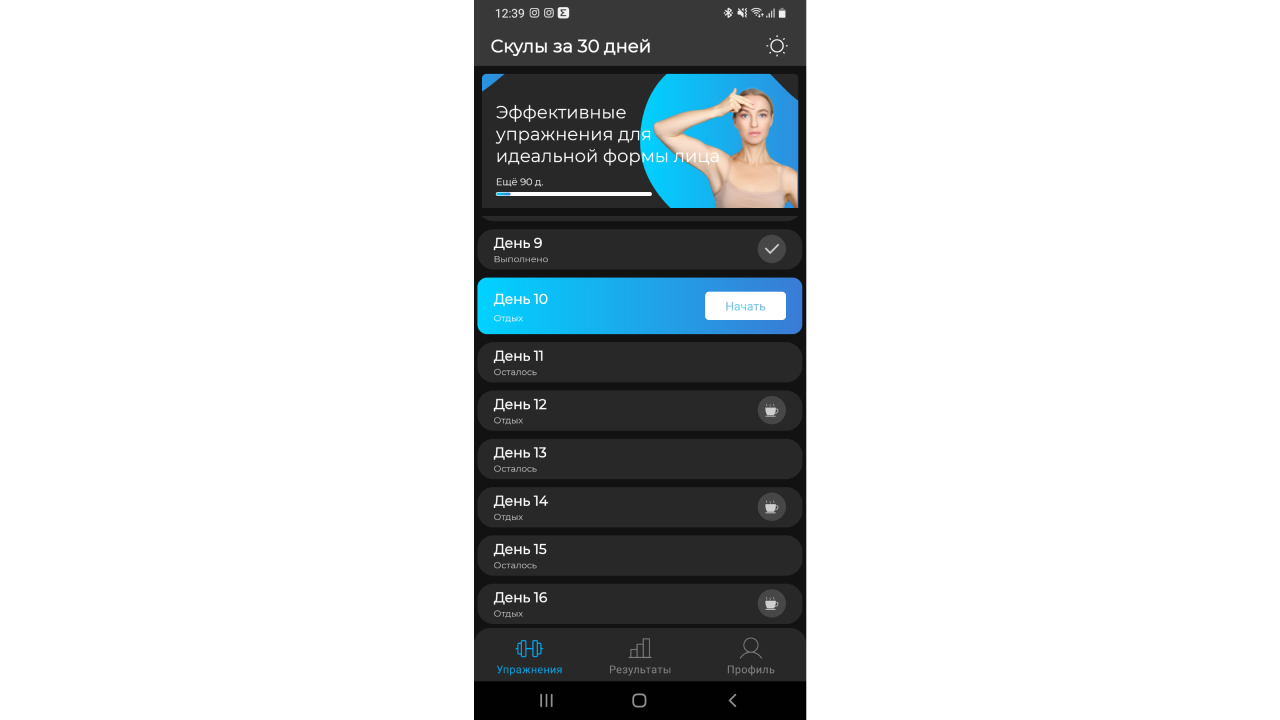 12:39
Скулы за 30 дней
Эффективные
упражнения для
идеальной формы лица
Ещё 90 д.
День 9
Выполнено
День 10
Отдых
Начать
День 11
Осталось
День 12
Отдых
День 13
Осталось
День 14
Отдых
День 15
Осталось
День 16
Отдых
Упражнения Результаты Профиль